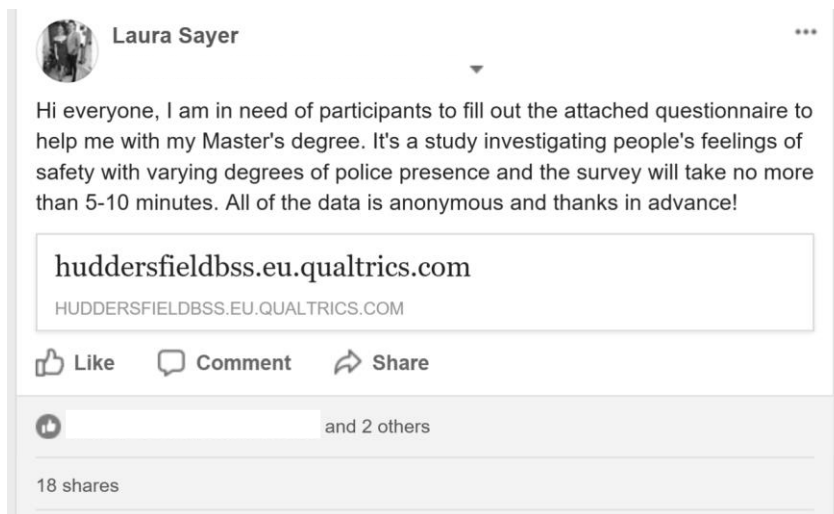 Laura Sayer
Hi everyone, I am in need of participants to fill out the attached questionnaire to
help me with my Master's degree. It's a study investigating people's feelings of
safety with varying degrees of police presence and the survey will take no more
than 5-10 minutes. All of the data is anonymous and thanks in advance!
huddersfieldbss.eu.qualtrics.com
HUDDERSFIELDBSS.EU.QUALTRICS.COM
Like Comment Share
and 2 others
18 shares